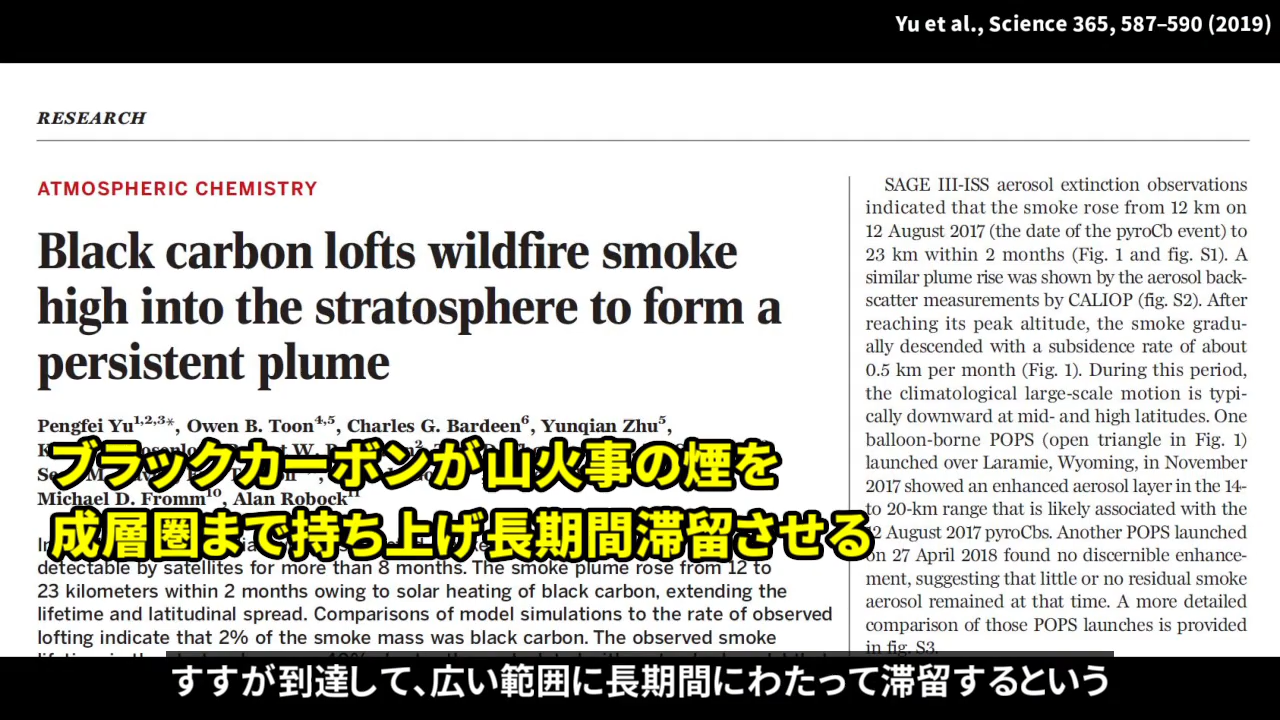 Yu et al., Science 365, 587–590 (2019)
RESEARCH
ATMOSPHERIC CHEMISTRY
Black carbon lofts wildfire smoke
high into the stratosphere to form a
persistent plume
Pengfei Yu1,2,3*, Owen B. Toon4,5, Charles G. Bardeen6, Yunqian Zhu5,
Michael D. Fromm10, Alan Robock11
ブラックカーボンが山火事の煙を
成層圏まで持ち上げ長期間滞留させる
detectable by satellites for more than 8 months. The smoke plume rose from 12 to
23 kilometers within 2 months owing to solar heating of black carbon, extending the
lifetime and latitudinal spread. Comparisons of model simulations to the rate of observed
lofting indicate that 2% of the smoke mass was black carbon. The observed smoke
SAGE III-ISS aerosol extinction observations
indicated that the smoke rose from 12 km on
12 August 2017 (the date of the pyroCb event) to
23 km within 2 months (Fig. 1 and fig. S1). A
similar plume rise was shown by the aerosol back-
scatter measurements by CALIOP (fig. S2). After
reaching its peak altitude, the smoke gradu-
ally descended with a subsidence rate of about
0.5 km per month (Fig. 1). During this period,
the climatological large-scale motion is typi-
cally downward at mid- and high latitudes. One
balloon-borne POPS (open triangle in Fig. 1)
launched over Laramie, Wyoming, in November
2017 showed an enhanced aerosol layer in the 14-
to 20-km range that is likely associated with the
12 August 2017 pyroCbs. Another POPS launched
on 27 April 2018 found no discernible enhance-
ment, suggesting that little or no residual smoke
aerosol remained at that time. A more detailed
comparison of those POPS launches is provided
in fig. S3.
すすが到達して、広い範囲に長期間にわたって滞留するという